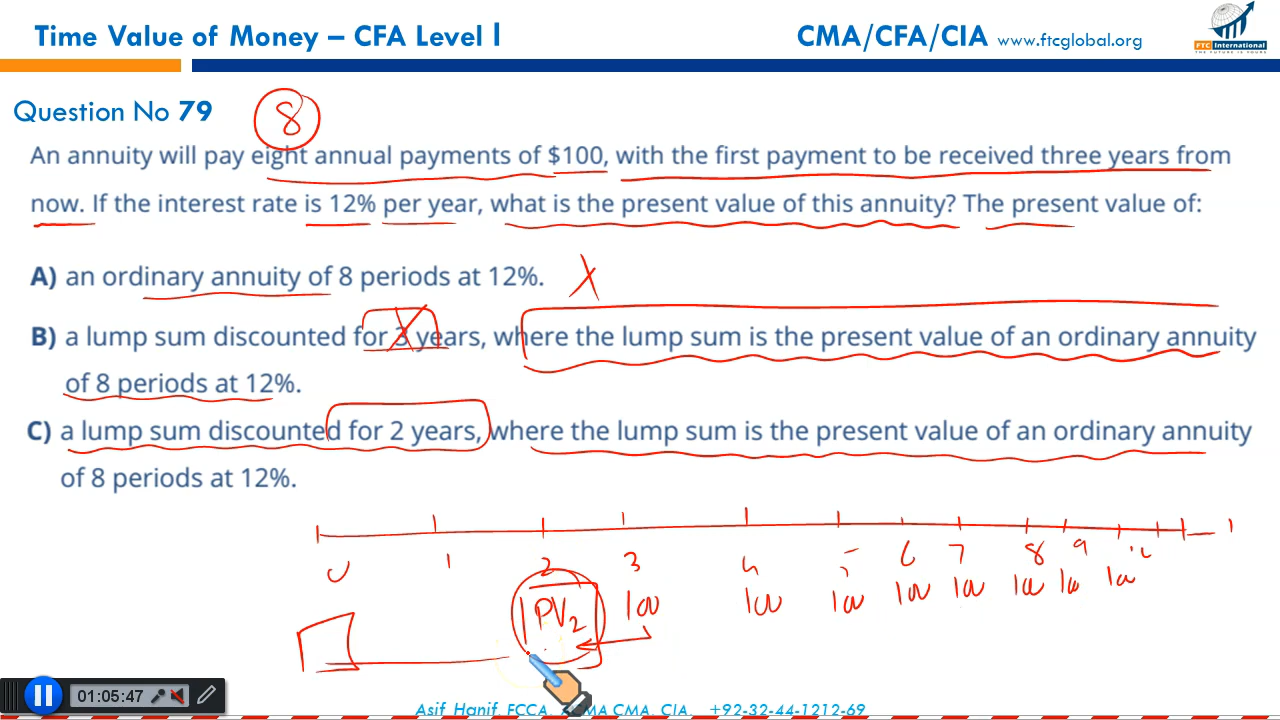 Time Value of Money – CFA Level I
CMA/CFA/CIA www.ftcglobal.org
FTC International
THE FUTURE IS YOURS
Question No 79
8
An annuity will pay eight annual payments of $100, with the first payment to be received three years from
now. If the interest rate is 12% per year, what is the present value of this annuity? The present value of:
A) an ordinary annuity of 8 periods at 12%.
X
B) a lump sum discounted for 3 years, where the lump sum is the present value of an ordinary annuity
of 8 periods at 12%.
C) a lump sum discounted for 2 years, where the lump sum is the present value of an ordinary annuity
of 8 periods at 12%.
0 1 2 3 4 5 6 7 8 9 10
PV2 100 100 100 100 100 100 100 100
01:05:47
Asif Hanif, FCCA, CMA, CIA, +92-32-44-1212-69